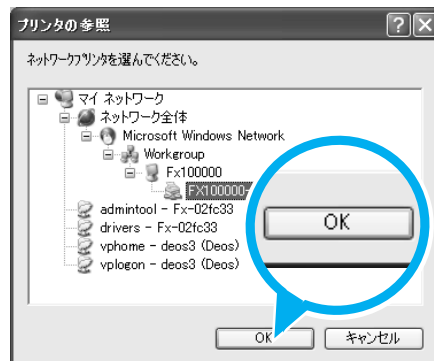 プリンタの参照
ネットワークプリンタを選んでください。
マイ ネットワーク
ネットワーク全体
Microsoft Windows Network
Workgroup
Fx100000
FX100000-
admintool - Fx-02fc33
drivers - Fx-02fc33
vphome - deos3 (Deos)
vplogon - deos3 (Deos)
OK
OK
キャンセル